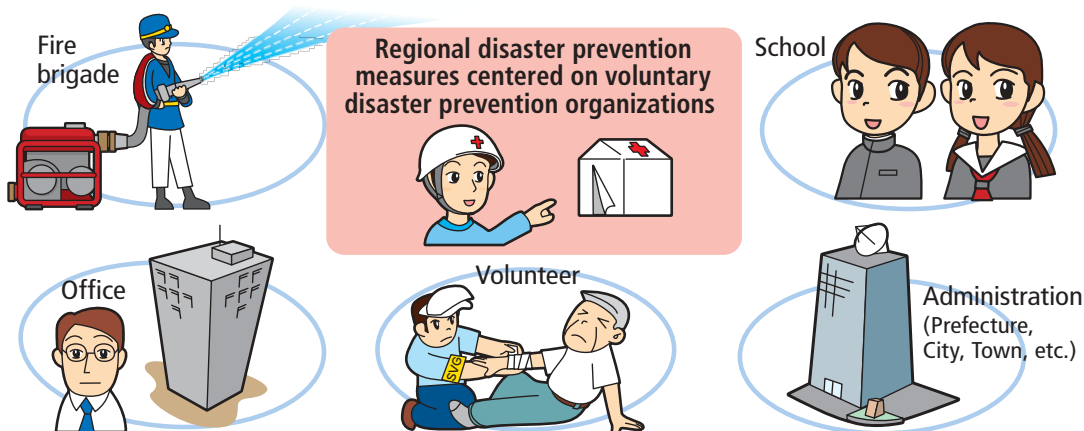 Fire
brigade
Regional disaster prevention
measures centered on voluntary
disaster prevention organizations
School
Office
Volunteer
SVG
Administration
(Prefecture,
City, Town, etc.)